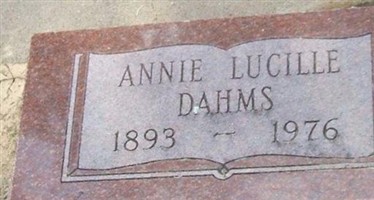 ANNIE LUCILLE
DAHMS
1893 -- 1976